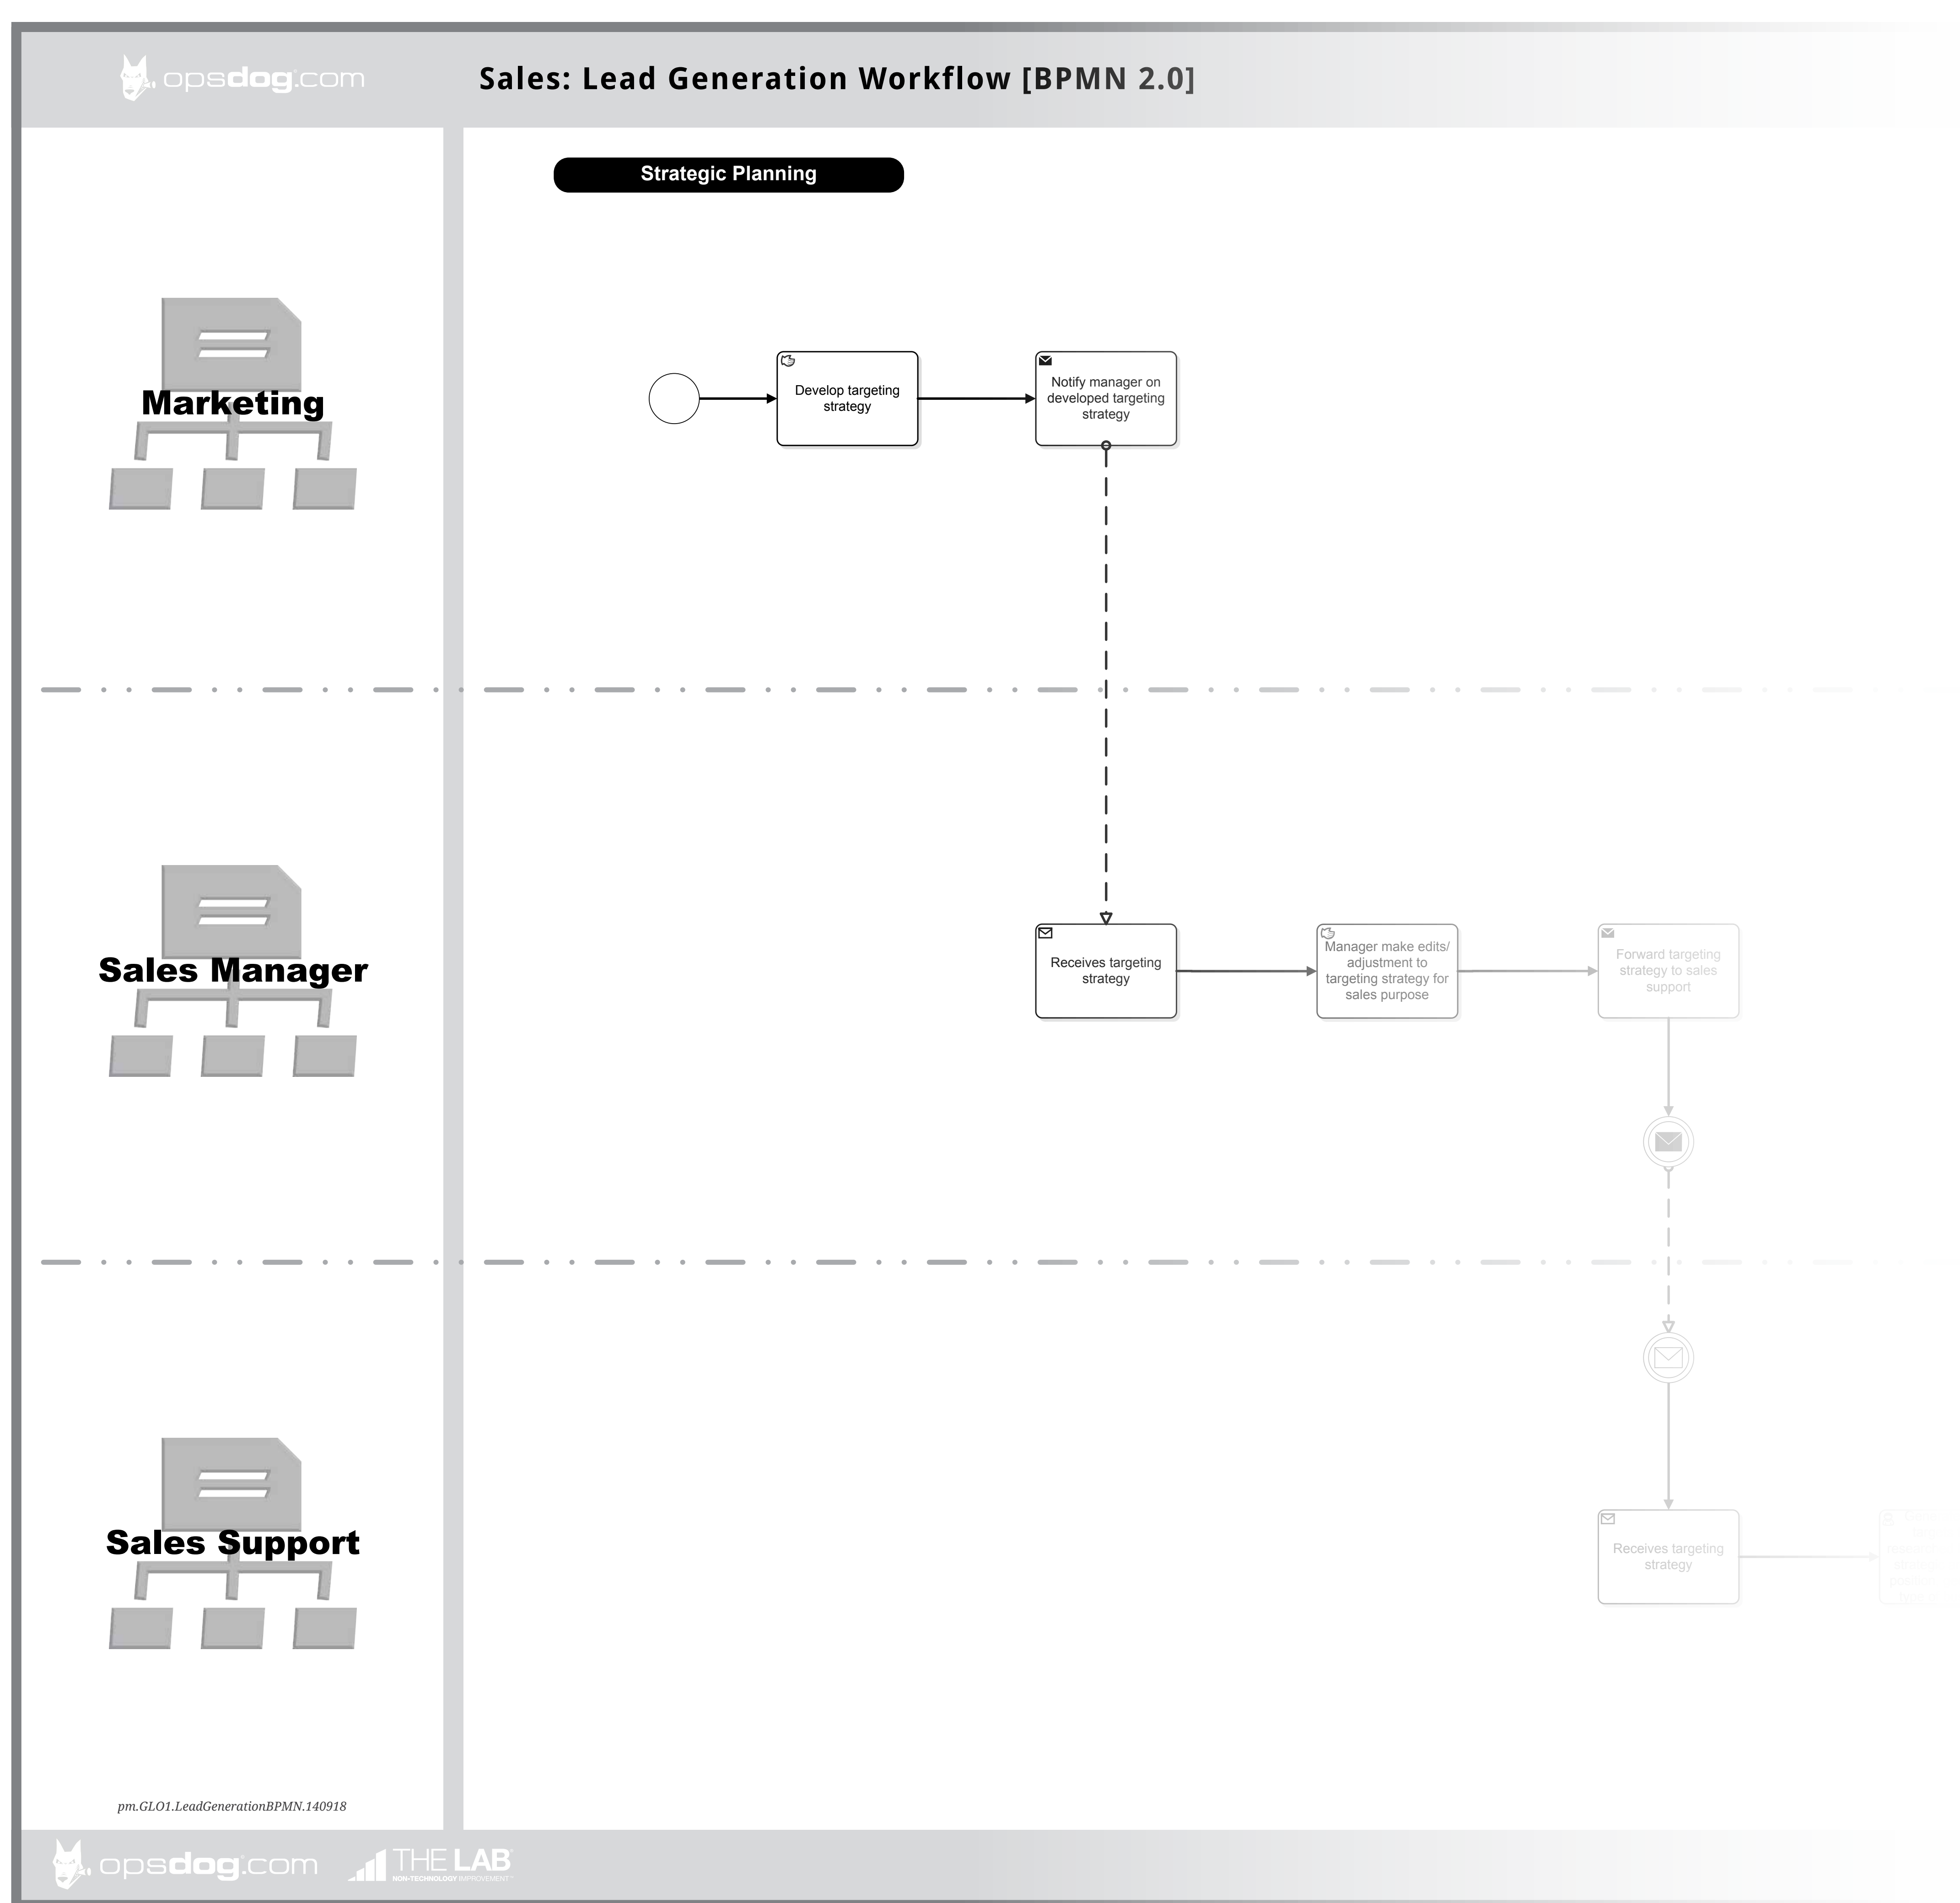 opsdog.com
Sales: Lead Generation Workflow [BPMN 2.0]
Strategic Planning
Marketing
Develop targeting
strategy
Notify manager on
developed targeting
strategy
Sales Manager
Receives targeting
strategy
Manager make edits/
adjustment to
targeting strategy for
sales purpose
Forward targeting
strategy to sales
support
Sales Support
Receives targeting
strategy
pm.GLO1.LeadGenerationBPMN.140918
opsdog.com
THE LAB
NON-TECHNOLOGY IMPROVEMENT